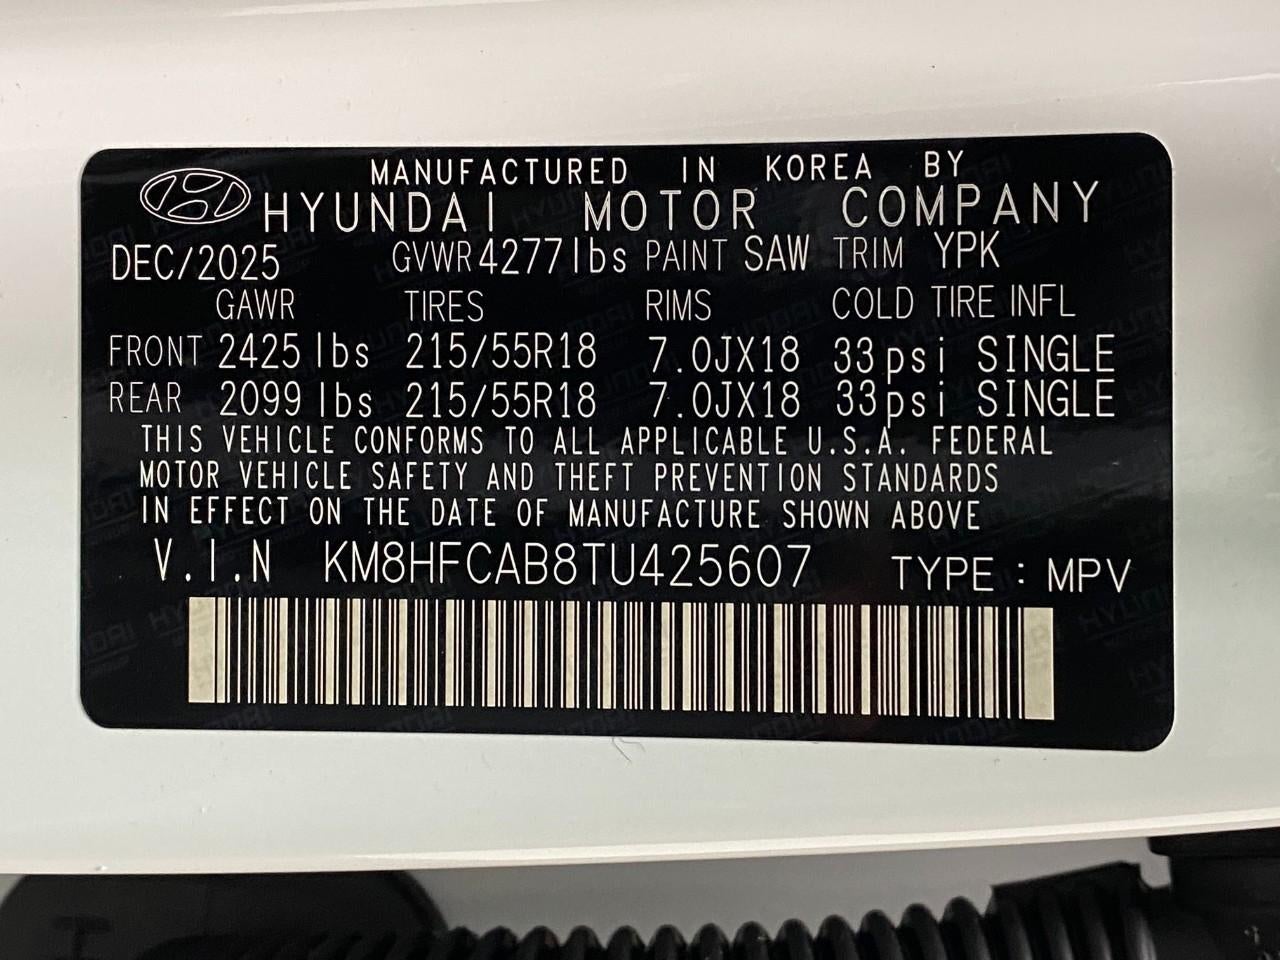 MANUFACTURED IN KOREA BY
HYUNDAI MOTOR COMPANY
DEC/2025 GVWR 4277lbs PAINT SAW TRIM YPK
GAWR TIRES RIMS COLD TIRE INFL
FRONT 2425 lbs 215/55R18 7.0JX18 33psi SINGLE
REAR 2099 lbs 215/55R18 7.0JX18 33psi SINGLE
THIS VEHICLE CONFORMS TO ALL APPLICABLE U.S.A. FEDERAL
MOTOR VEHICLE SAFETY AND THEFT PREVENTION STANDARDS
IN EFFECT ON THE DATE OF MANUFACTURE SHOWN ABOVE
V.I.N KM8HFCAB8TU425607 TYPE : MPV